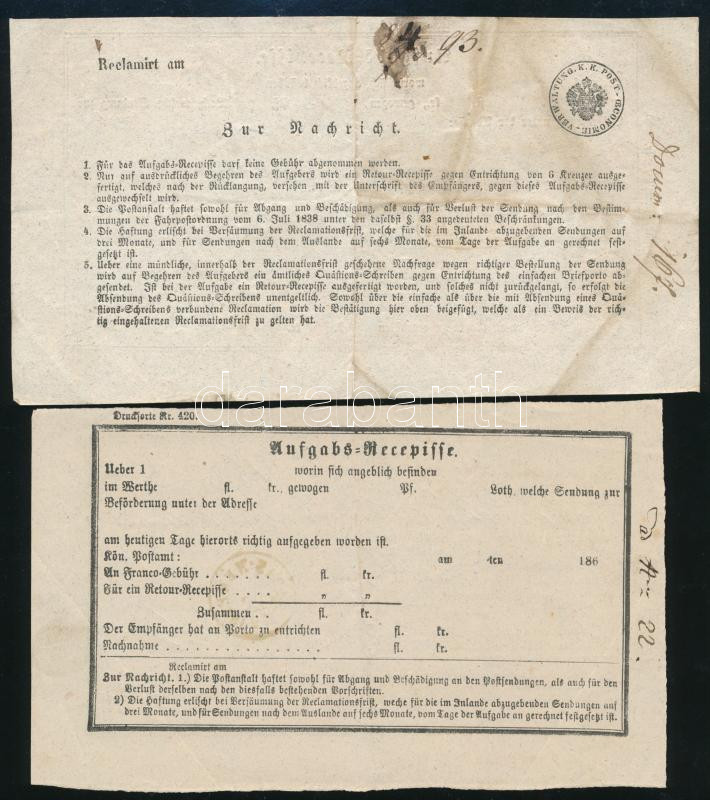 93.
Reclamirt am
VERWALTUNG. K. K. POST-OECONOMIE-
Zur Nachricht.
1. Für das Aufgabs-Recepisse darf keine Gebühr abgenommen werden.
2. Nur auf ausdrückliches Begehren des Aufgebers wird ein Retour-Recepisse gegen Entrichtung von 6 Kreuzer ausge-
fertigt, welches nach der Rücklangung, versehen mit der Unterschrift des Empfängers, gegen dieses Aufgabs-Recepisse
ausgewechselt wird.
3. Die Postanstalt haftet sowohl für Abgang und Beschädigung, als auch für Verlust der Sendung nach den Bestim-
mungen der Fahrpostordnung vom 6. Juli 1838 unter den daselbst §. 33 angedeuteten Beschränkungen.
4. Die Haftung erlischt bei Versäumung der Reclamationsfrist, welche für die im Inlande abzugebenden Sendungen auf
drei Monate, und für Sendungen nach dem Auslande auf sechs Monate, vom Tage der Aufgabe an gerechnet fest-
gesetzt ist.
5. Ueber eine mündliche, innerhalb der Reclamationsfrist geschehene Nachfrage wegen richtiger Bestellung der Sendung
wird auf Begehren des Aufgebers ein ämtliches Quästions-Schreiben gegen Entrichtung des einfachen Briefporto ab-
gesendet. Ist bei der Aufgabe ein Retour-Recepisse ausgefertigt worden, und solches nicht zurückgelangt, so erfolgt die
Absendung des Quästions-Schreibens unentgeltlich. Sowohl über die einfache als über die mit Absendung eines Quä-
stions-Schreibens verbundene Reclamation wird die Bestätigung hier oben beigefügt, welche als ein Beweis der rich-
tig eingehaltenen Reclamationsfrist zu gelten hat.
darabanth
Drucksorte Nr. 420.
Aufgabs-Recepisse.
Ueber 1 worin sich angeblich befinden
im Werthe fl. kr., gewogen Pf. Loth, welche Sendung zur
Beförderung unter der Adresse
am heutigen Tage hierorts richtig aufgegeben worden ist.
Kön. Postamt: am ten 186
An Franco-Gebühr . . . . . . . fl. kr.
Für ein Retour-Recepisse . . . . „ „
Zusammen . . fl. kr.
Der Empfänger hat an Porto zu entrichten fl. kr.
Nachnahme . . . . . . . . . . . . . . . . fl. kr.
Reclamirt am
Zur Nachricht. 1.) Die Postanstalt haftet sowohl für Abgang und Beschädigung an den Postsendungen, als auch für den
Verlust derselben nach den diesfalls bestehenden Vorschriften.
2) Die Haftung erlischt bei Versäumung der Reclamationsfrist, weche für die im Inlande abzugebenden Sendungen auf
drei Monate, und für Sendungen nach dem Auslande auf sechs Monate, vom Tage der Aufgabe an gerechnet festgesetzt ist.
22.